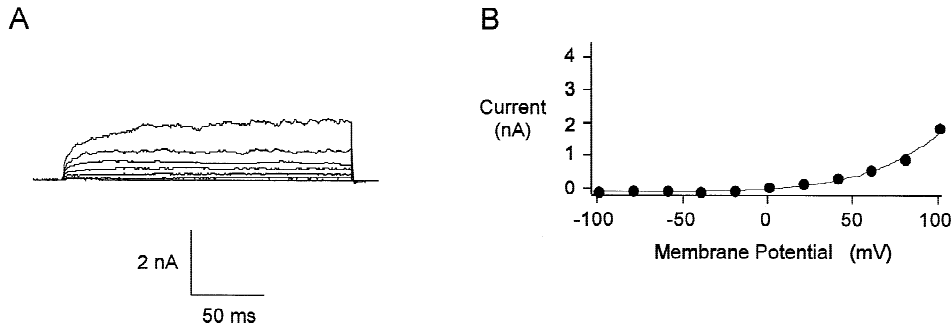 A
2 nA
50 ms
B
Current
(nA)
4
3
2
1
0
-100 -50 0 50 100
Membrane Potential (mV)